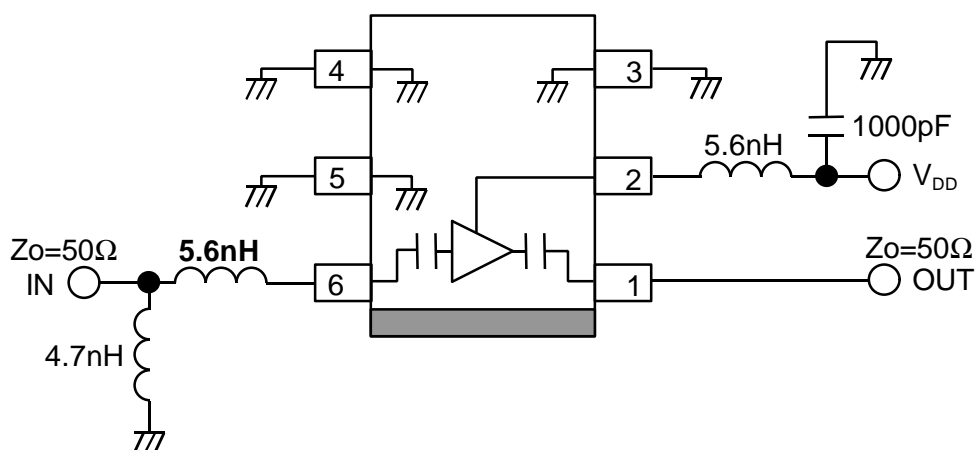 4
3
1000pF
5.6nH
5
2
V_DD
Zo=50Ω
5.6nH
Zo=50Ω
IN
6
1
OUT
4.7nH